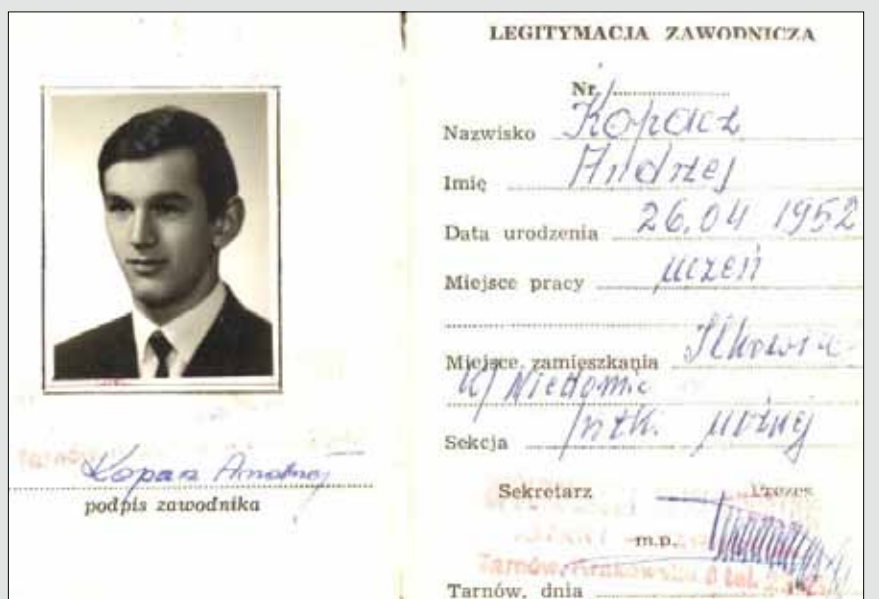 LEGITYMACJA ZAWODNICZA
Nr
Nazwisko Kopacz
Imię Andrzej
Data urodzenia 26.04 1952
Miejsce pracy uczeń
Miejsce zamieszkania Ilkowice
k/ Niedomic
Sekcja nożnej
Sekretarz Prezes
m.p.
Tarnów, dnia
Kopacz Andrzej
podpis zawodnika